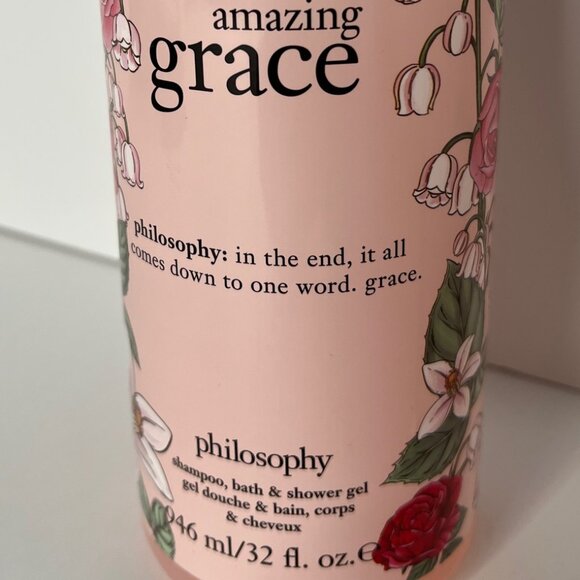 amazing
grace
philosophy: in the end, it all
comes down to one word. grace.
philosophy
shampoo, bath & shower gel
gel douche & bain, corps
& cheveux
946 ml/32 fl. oz.e